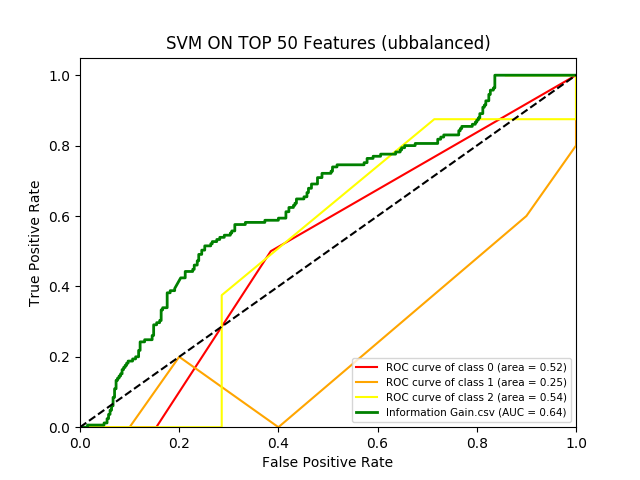 SVM ON TOP 50 Features (ubbalanced)
1.0
0.8
0.6
0.4
0.2
0.0
True Positive Rate
ROC curve of class 0 (area = 0.52)
ROC curve of class 1 (area = 0.25)
ROC curve of class 2 (area = 0.54)
Information Gain.csv (AUC = 0.64)
0.0 0.2 0.4 0.6 0.8 1.0
False Positive Rate